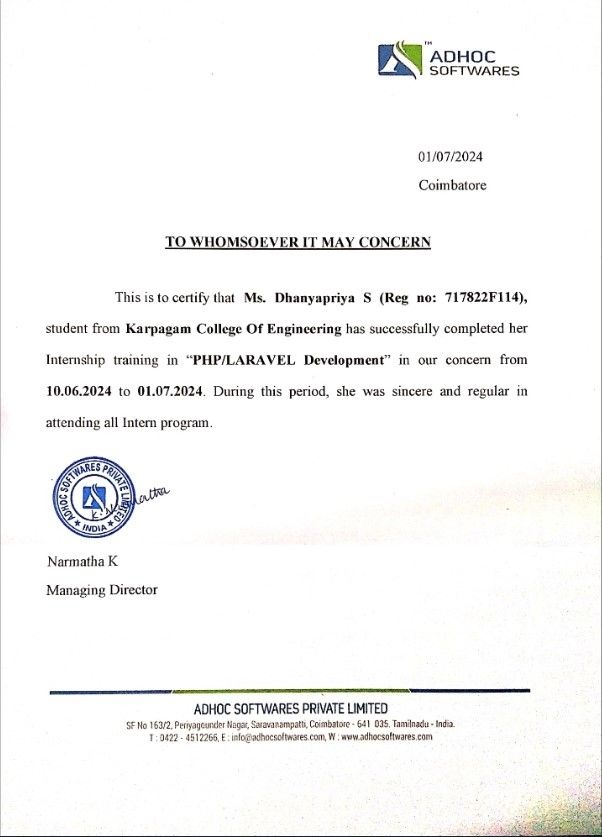 ADHOC
SOFTWARES
TM
01/07/2024
Coimbatore
TO WHOMSOEVER IT MAY CONCERN
This is to certify that Ms. Dhanyapriya S (Reg no: 717822F114),
student from Karpagam College Of Engineering has successfully completed her
Internship training in “PHP/LARAVEL Development” in our concern from
10.06.2024 to 01.07.2024. During this period, she was sincere and regular in
attending all Intern program.
ADHOC SOFTWARES PRIVATE LIMITED
★ INDIA ★
K. Narmatha
Narmatha K
Managing Director
ADHOC SOFTWARES PRIVATE LIMITED
SF No 163/2, Periyagounder Nagar, Saravanampatti, Coimbatore - 641 035. Tamilnadu - India.
T : 0422 - 4512266, E : info@adhocsoftwares.com, W : www.adhocsoftwares.com